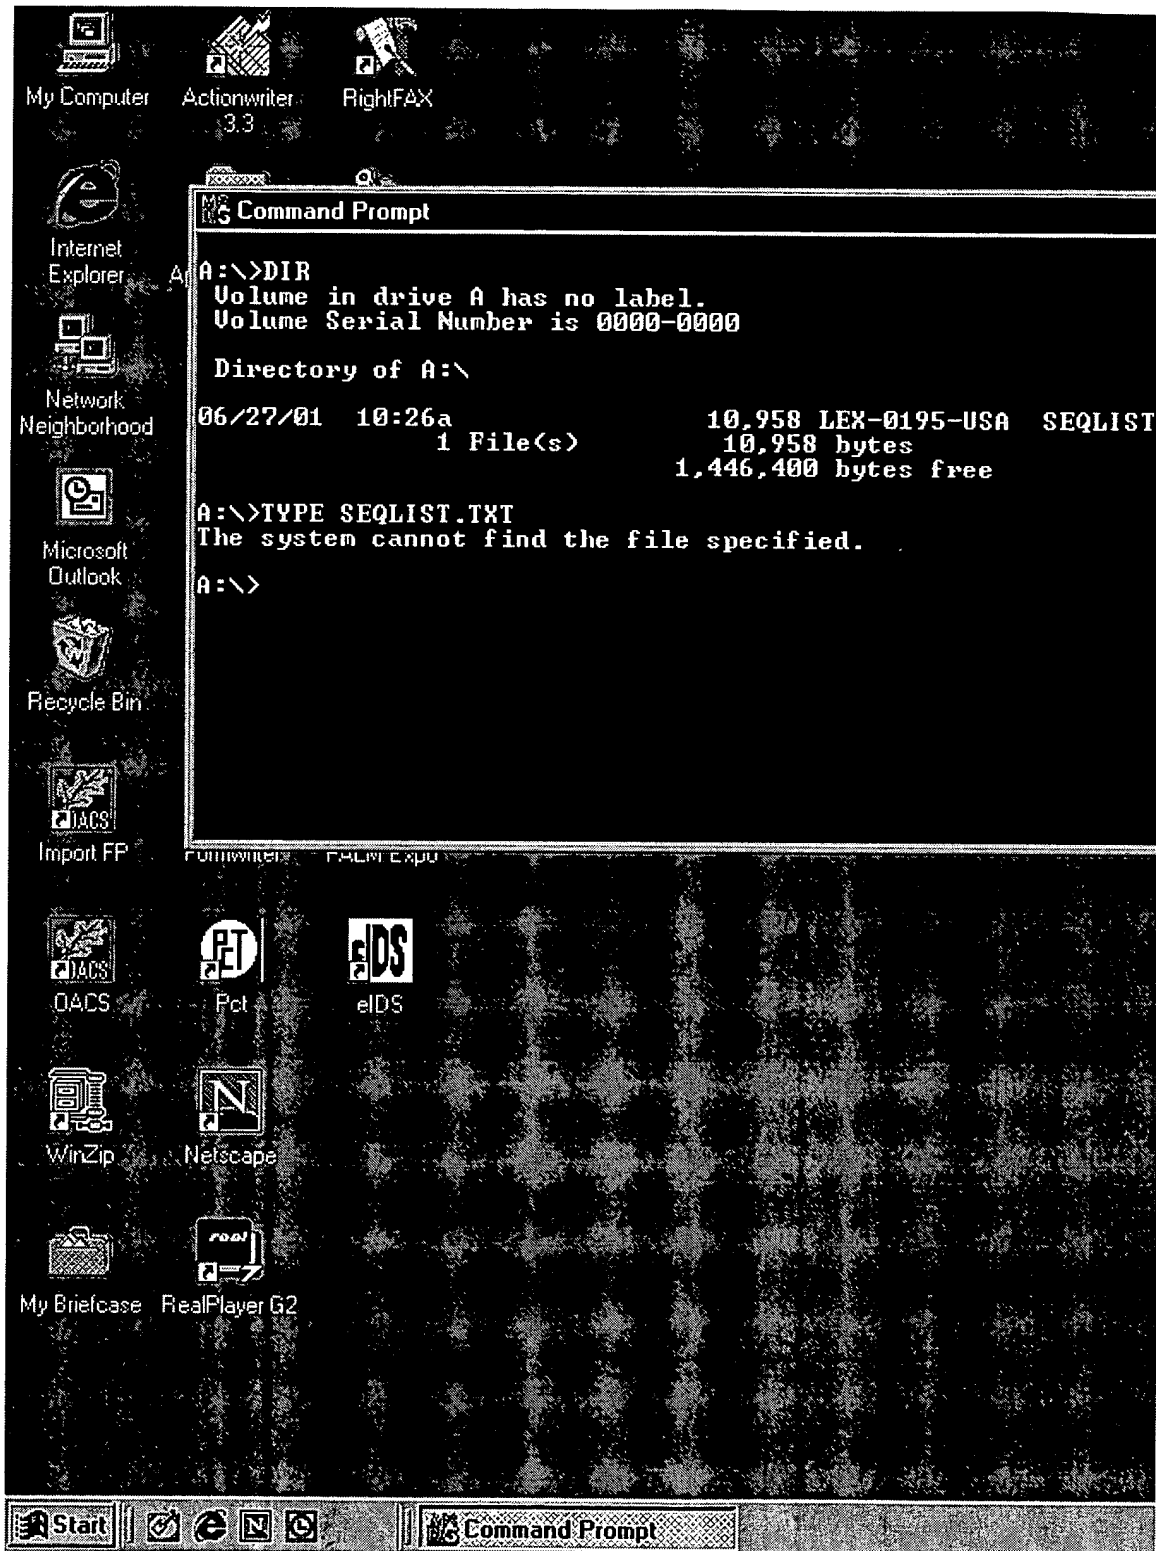 My Computer
Actionwriter 3.3
RightFAX
Internet Explorer
Network Neighborhood
Microsoft Outlook
Recycle Bin
DACS
Import FP
Command Prompt
A:\>DIR
Volume in drive A has no label.
Volume Serial Number is 0000-0000
Directory of A:\
06/27/01 10:26a 10,958 LEX-0195-USA SEQLIST
1 File(s) 10,958 bytes
1,446,400 bytes free
A:\>TYPE SEQLIST.TXT
The system cannot find the file specified.
A:\>
Formwriter
PALM Expo
OACS
Pct
eIDS
WinZip
Netscape
My Briefcase
RealPlayer G2
Start
Command Prompt